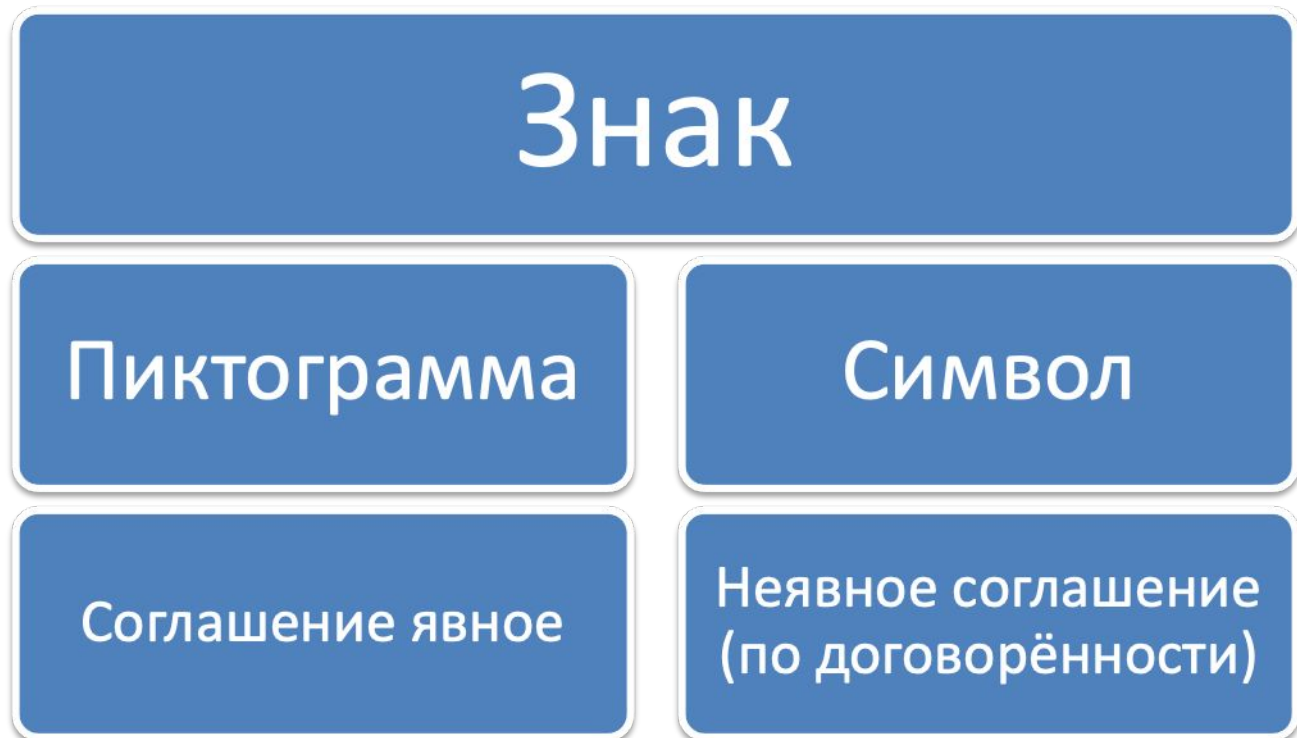 Знак
Пиктограмма
Символ
Соглашение явное
Неявное соглашение
(по договорённости)